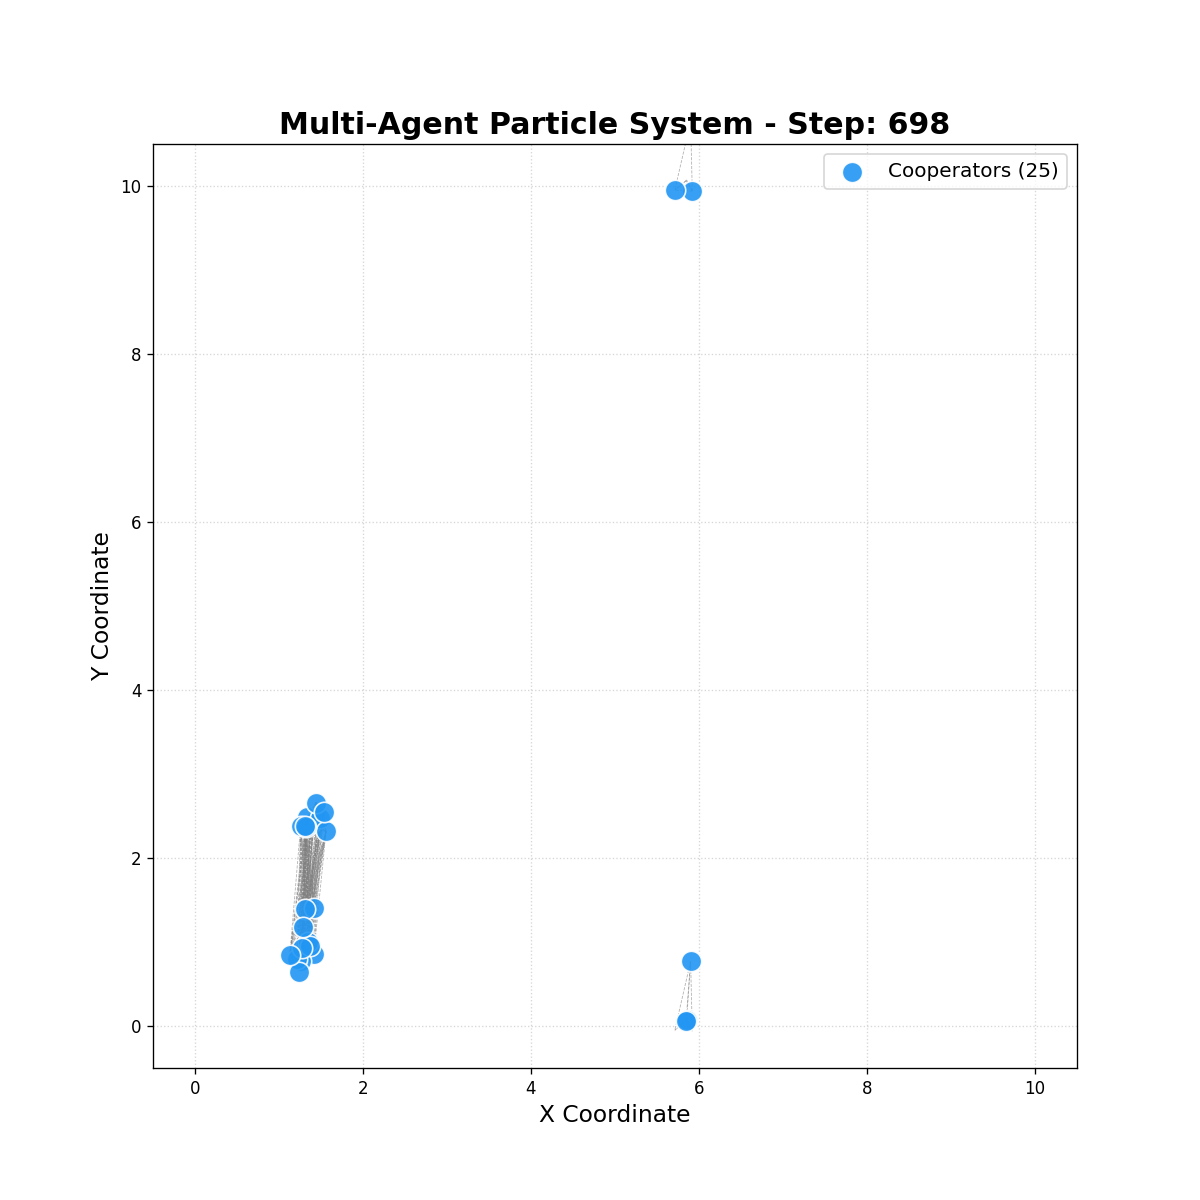 Multi-Agent Particle System - Step: 698
Cooperators (25)
10
8
6
4
2
0
Y Coordinate
0 2 4 6 8 10
X Coordinate